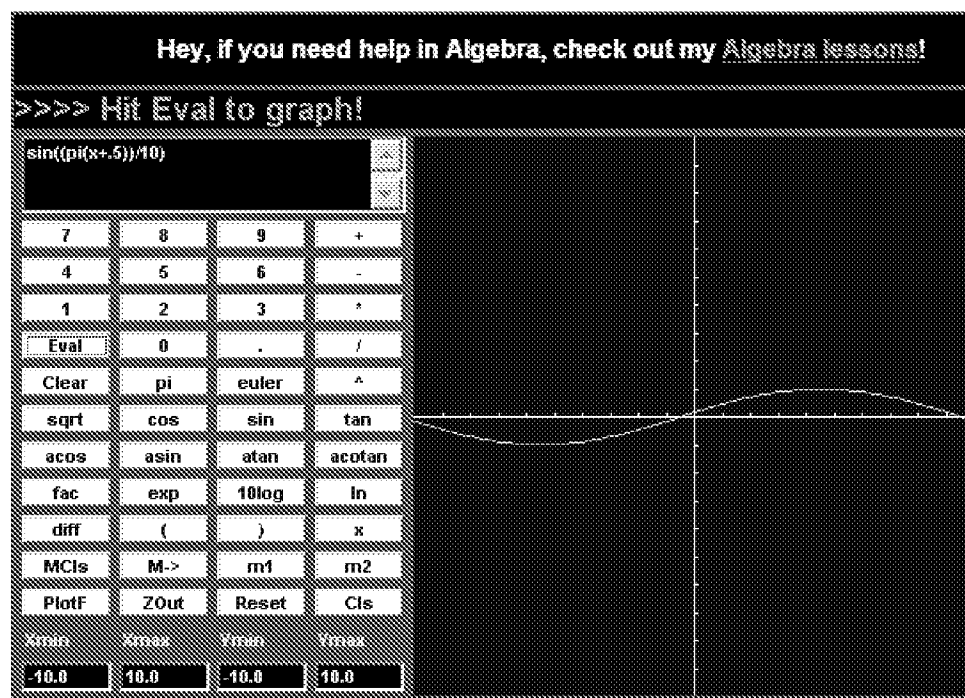 Hey, if you need help in Algebra, check out my Algebra lessons!
>>>> Hit Eval to graph!
sin((pi(x+.5))/10)
7 8 9 +
4 5 6 -
1 2 3 *
Eval 0 . /
Clear pi euler ^
sqrt cos sin tan
acos asin atan acotan
fac exp 10log ln
diff ( ) x
MCls M-> m1 m2
PlotF ZOut Reset Cls
Xmin Xmax Ymin Ymax
-10.0 10.0 -10.0 10.0